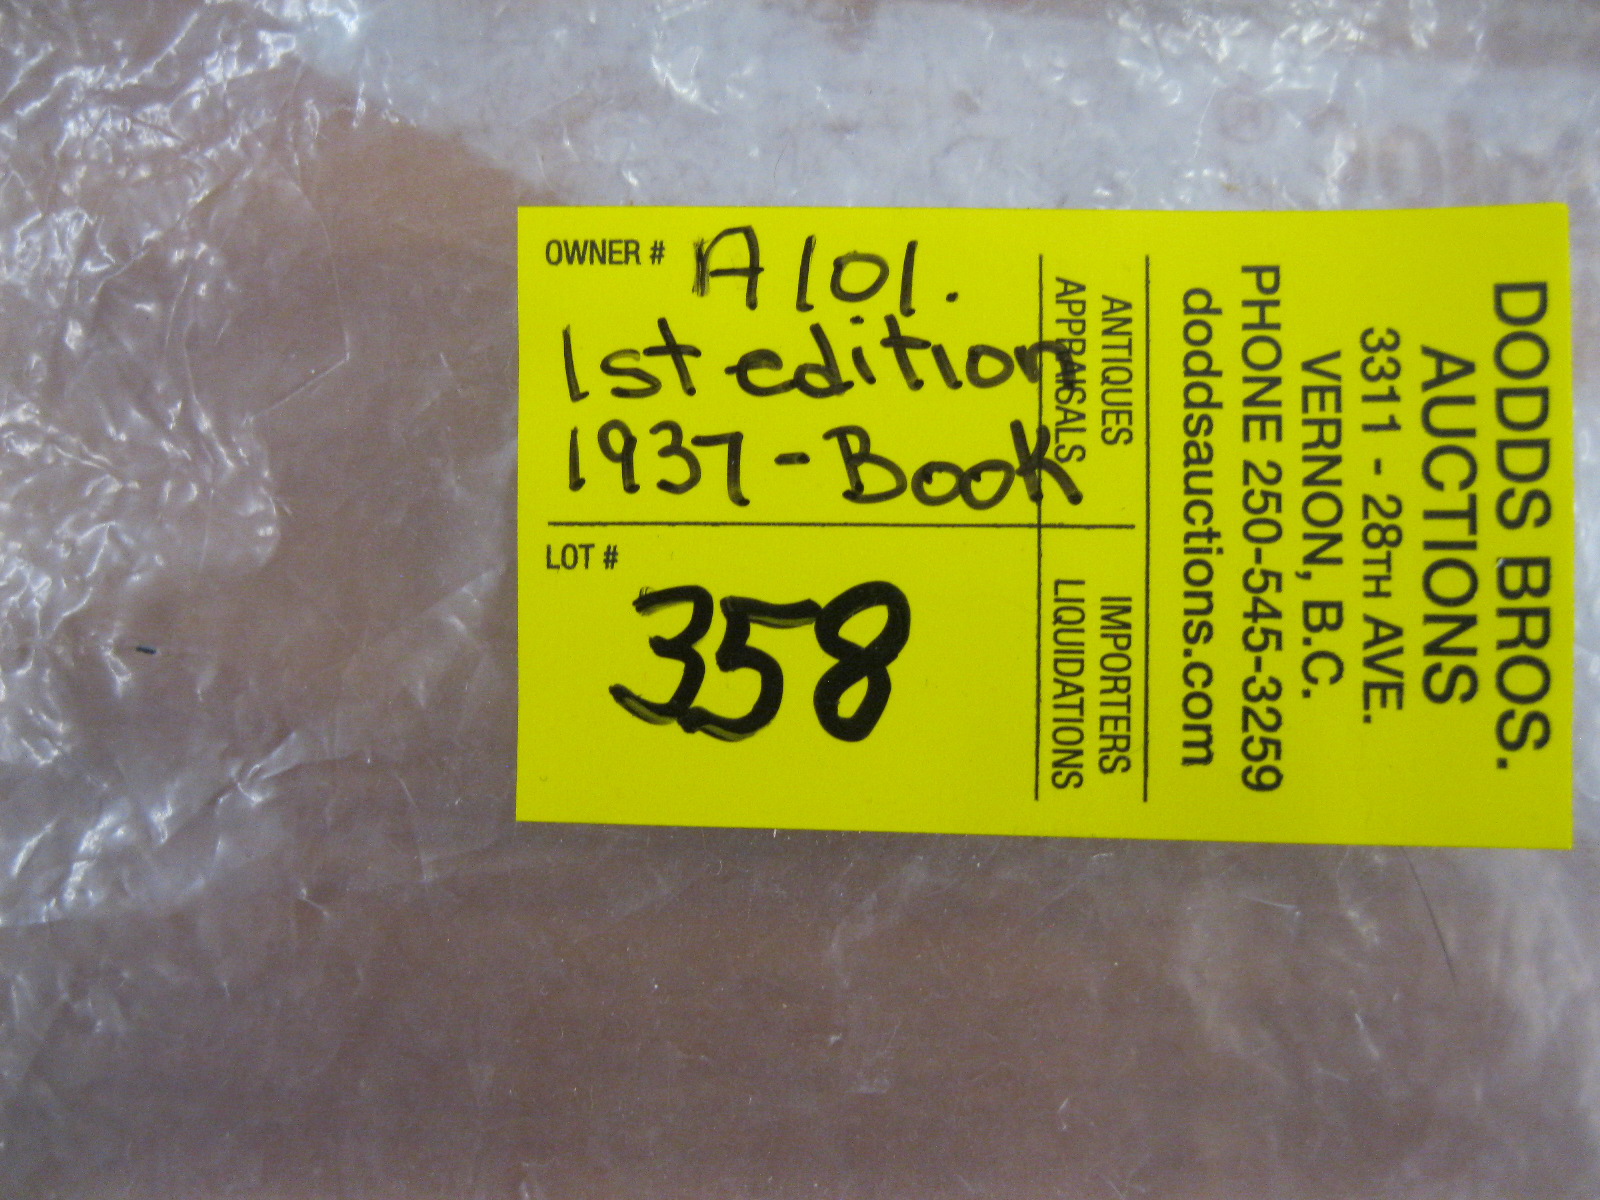 OWNER # A101.
1st edition
1937-Book
LOT #
358
DODDS BROS.
AUCTIONS
3311 - 28TH AVE.
VERNON, B.C.
PHONE 250-545-3259
doddsauctions.com
ANTIQUES IMPORTERS
APPRAISALS LIQUIDATIONS